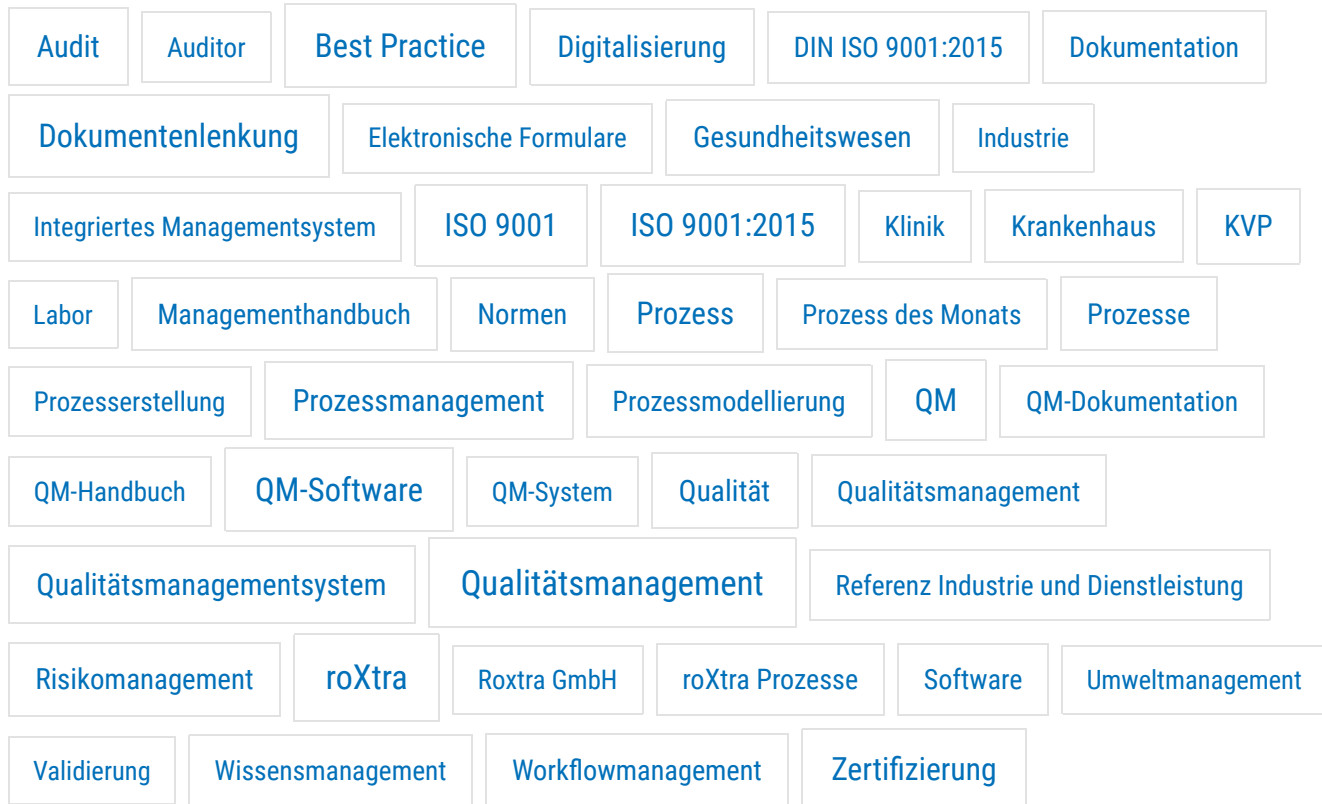 Audit Auditor Best Practice Digitalisierung DIN ISO 9001:2015 Dokumentation
Dokumentenlenkung Elektronische Formulare Gesundheitswesen Industrie
Integriertes Managementsystem ISO 9001 ISO 9001:2015 Klinik Krankenhaus KVP
Labor Managementhandbuch Normen Prozess Prozess des Monats Prozesse
Prozesserstellung Prozessmanagement Prozessmodellierung QM QM-Dokumentation
QM-Handbuch QM-Software QM-System Qualität Qualitätsmanagement
Qualitätsmanagementsystem Qualitätsmanagement Referenz Industrie und Dienstleistung
Risikomanagement roXtra Roxtra GmbH roXtra Prozesse Software Umweltmanagement
Validierung Wissensmanagement Workflowmanagement Zertifizierung